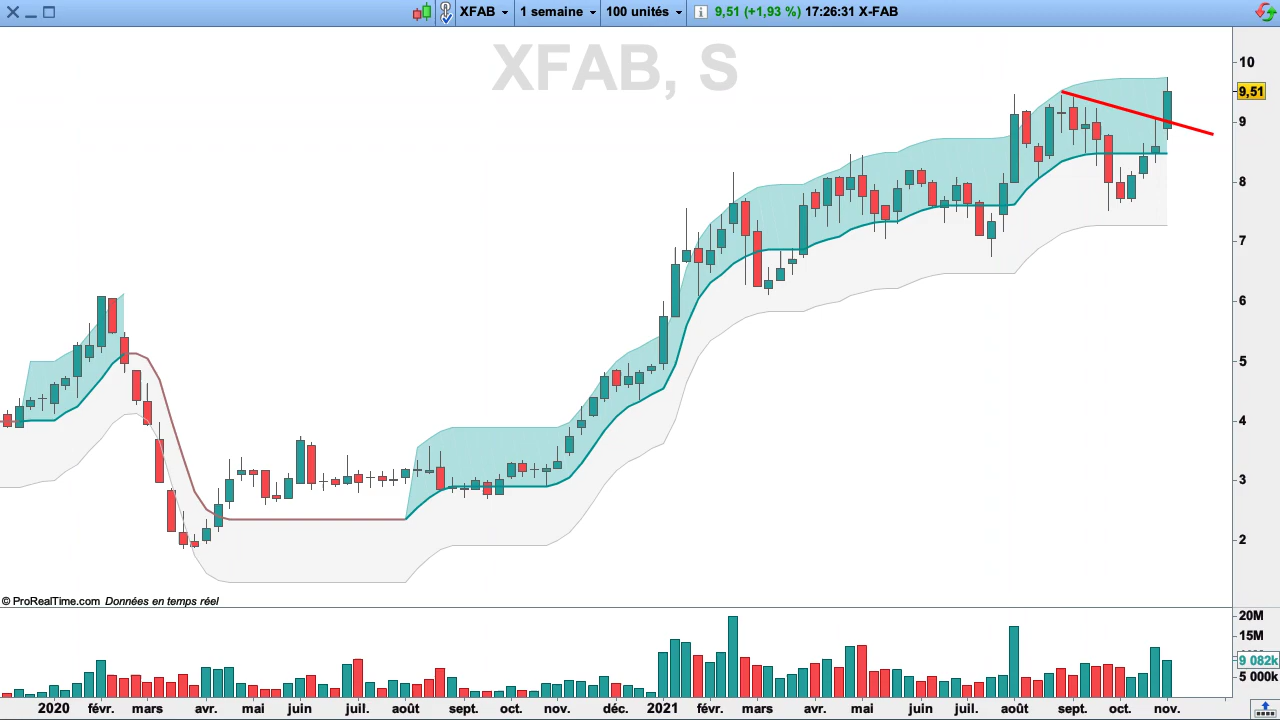 XFAB 1 semaine 100 unités i 9,51 (+1,93 %) 17:26:31 X-FAB
XFAB, S
10
9,51
9
8
7
6
5
4
3
2
© ProRealTime.com Données en temps réel
20M
15M
9 082k
5 000k
2020 févr. mars avr. mai juin juil. août sept. oct. nov. déc. 2021 févr. mars avr. mai juin juil. août sept. oct. nov.